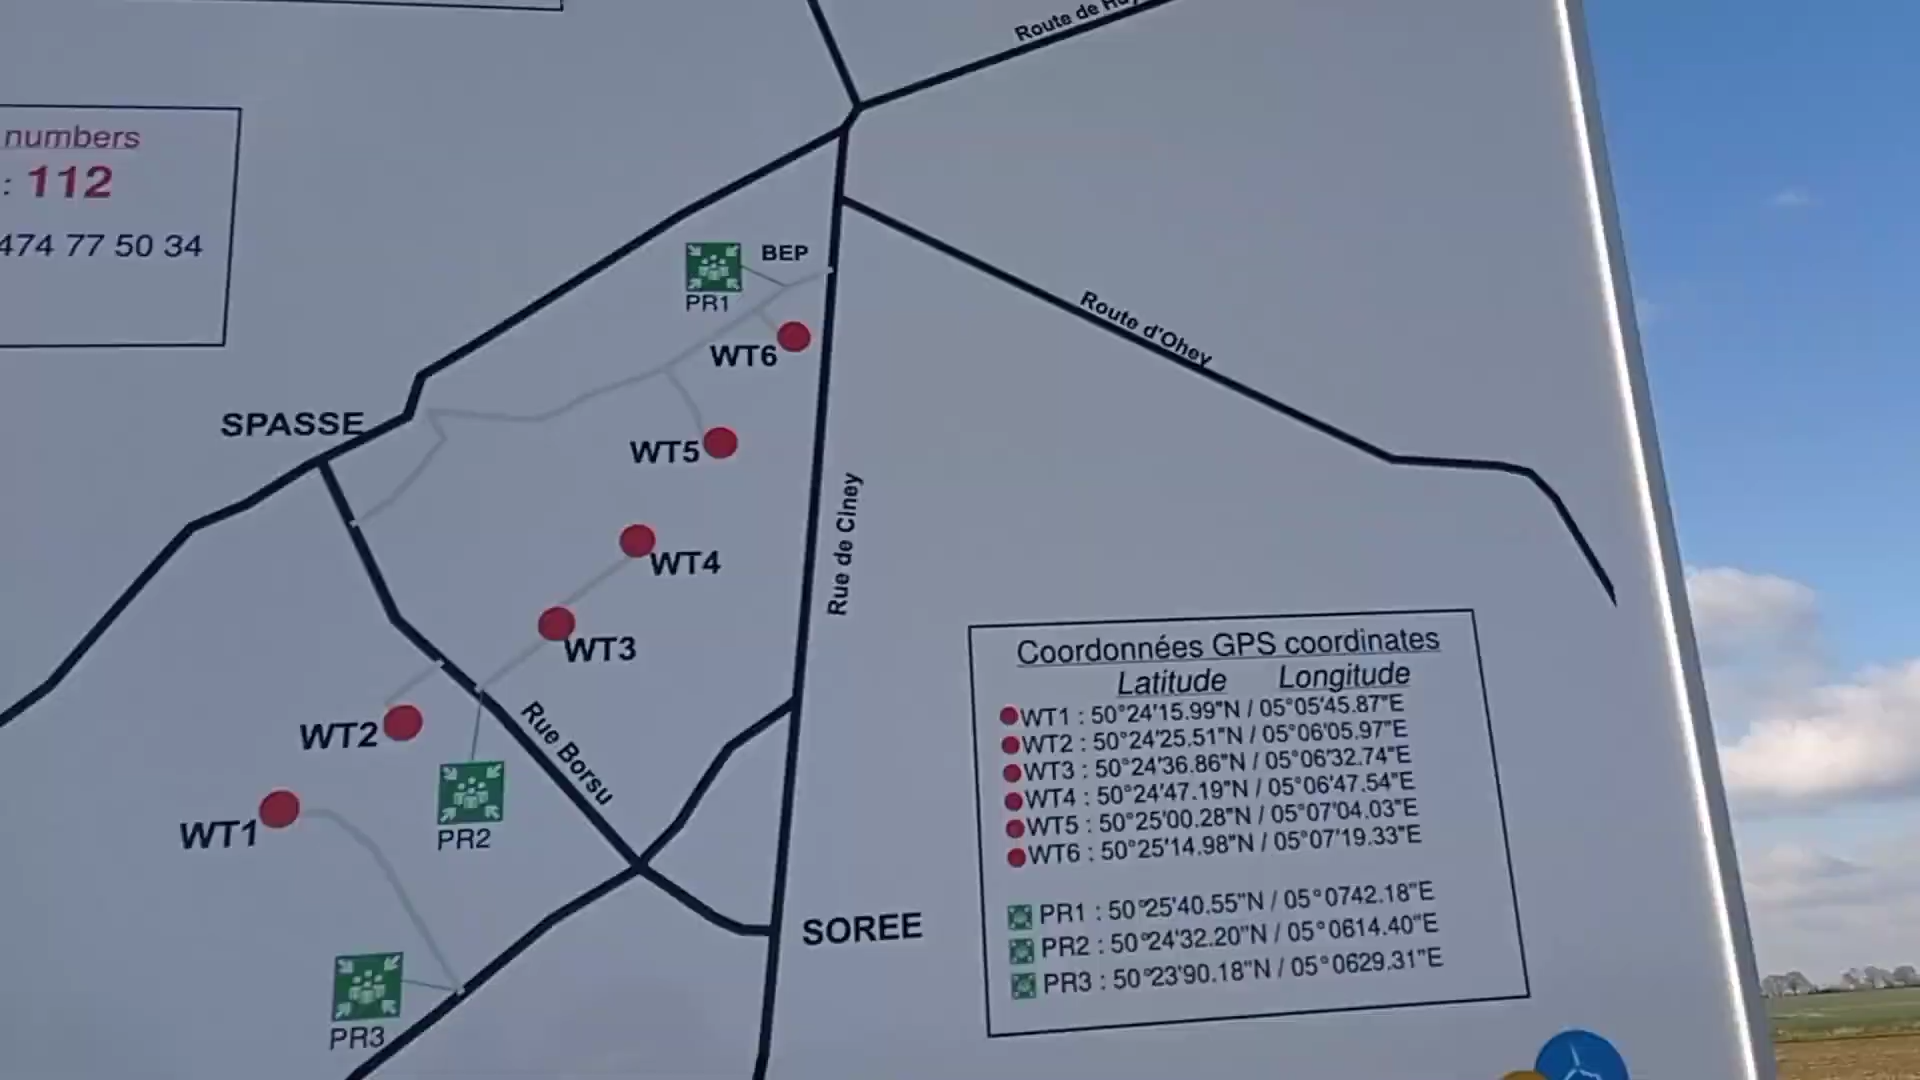 Route de
numbers
: 112
474 77 50 34
BEP
PR1
WT6
Route d'Ohey
SPASSE
WT5
Rue de Ciney
WT4
WT3
Rue Borsu
WT2
PR2
WT1
SOREE
PR3
Coordonnées GPS coordinates
Latitude Longitude
WT1 : 50°24'15.99"N / 05°05'45.87"E
WT2 : 50°24'25.51"N / 05°06'05.97"E
WT3 : 50°24'36.86"N / 05°06'32.74"E
WT4 : 50°24'47.19"N / 05°06'47.54"E
WT5 : 50°25'00.28"N / 05°07'04.03"E
WT6 : 50°25'14.98"N / 05°07'19.33"E
PR1 : 50°25'40.55"N / 05°0742.18"E
PR2 : 50°24'32.20"N / 05°0614.40"E
PR3 : 50°23'90.18"N / 05°0629.31"E